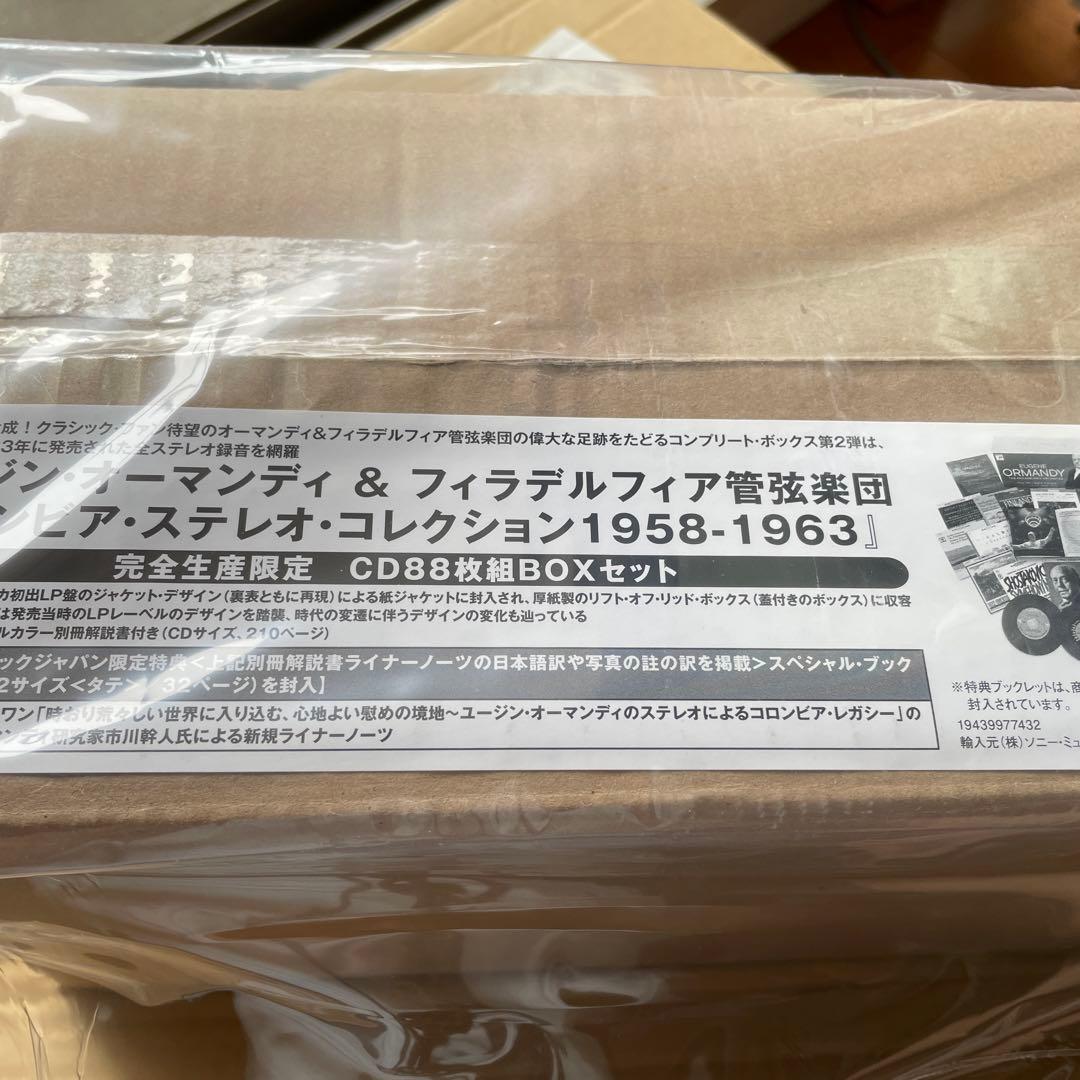 成！クラシック・ファン待望のオーマンディ&フィラデルフィア管弦楽団の偉大な足跡をたどるコンプリート・ボックス第2弾は、
3年に発売された全ステレオ録音を網羅
ジン・オーマンディ & フィラデルフィア管弦楽団
ンビア・ステレオ・コレクション1958-1963』
完全生産限定 CD88枚組BOXセット
カ初出LP盤のジャケット・デザイン（裏表ともに再現）による紙ジャケットに封入され、厚紙製のリフト・オフ・リッド・ボックス（蓋付きのボックス）に収容
は発売当時のLPレーベルのデザインを踏襲、時代の変遷に伴うデザインの変化も辿っている
ルカラー別冊解説書付き（CDサイズ、210ページ）
ックジャパン限定特典＜上記別冊解説書ライナーノーツの日本語訳や写真の註の訳を掲載＞スペシャル・ブック
2サイズ＜タテ＞ 32ページ）を封入】
ワン「時おり荒々しい世界に入り込む、心地よい慰めの境地～ユージン・オーマンディのステレオによるコロンビア・レガシー」の
ンディ研究家市川幹人氏による新規ライナーノーツ
EUGENE
ORMANDY
※特典ブックレットは、商
封入されています。
19439977432
輸入元（株）ソニー・ミュ